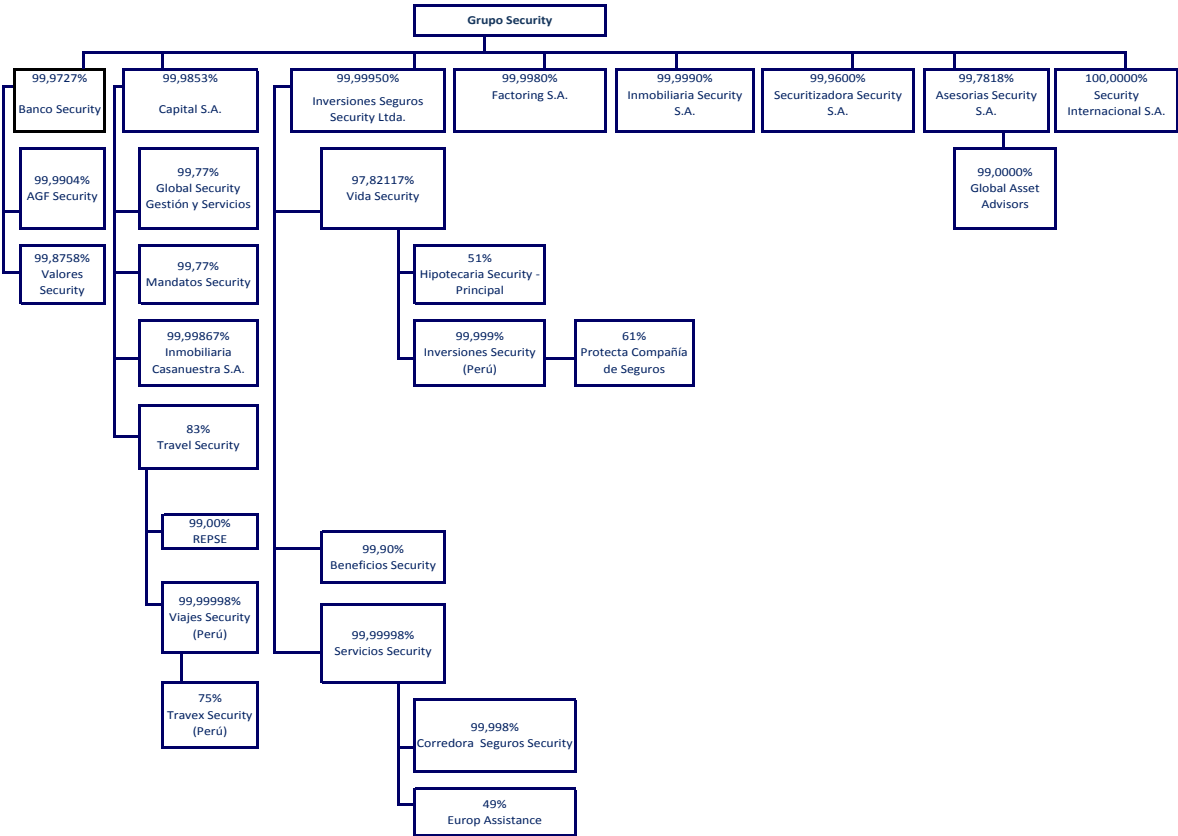 Grupo Security
99,9727%
Banco Security
99,9853%
Capital S.A.
99,99950%
Inversiones Seguros
Security Ltda.
99,9980%
Factoring S.A.
99,9990%
Inmobiliaria Security
S.A.
99,9600%
Securitizadora Security
S.A.
99,7818%
Asesorias Security
S.A.
100,0000%
Security
Internacional S.A.
99,9904%
AGF Security
99,77%
Global Security
Gestión y Servicios
97,82117%
Vida Security
99,0000%
Global Asset
Advisors
99,8758%
Valores
Security
99,77%
Mandatos Security
51%
Hipotecaria Security -
Principal
99,99867%
Inmobiliaria
Casanuestra S.A.
99,999%
Inversiones Security
(Perú)
61%
Protecta Compañía
de Seguros
83%
Travel Security
99,00%
REPSE
99,90%
Beneficios Security
99,99998%
Viajes Security
(Perú)
99,99998%
Servicios Security
75%
Travex Security
(Perú)
99,998%
Corredora  Seguros Security
49%
Europ Assistance